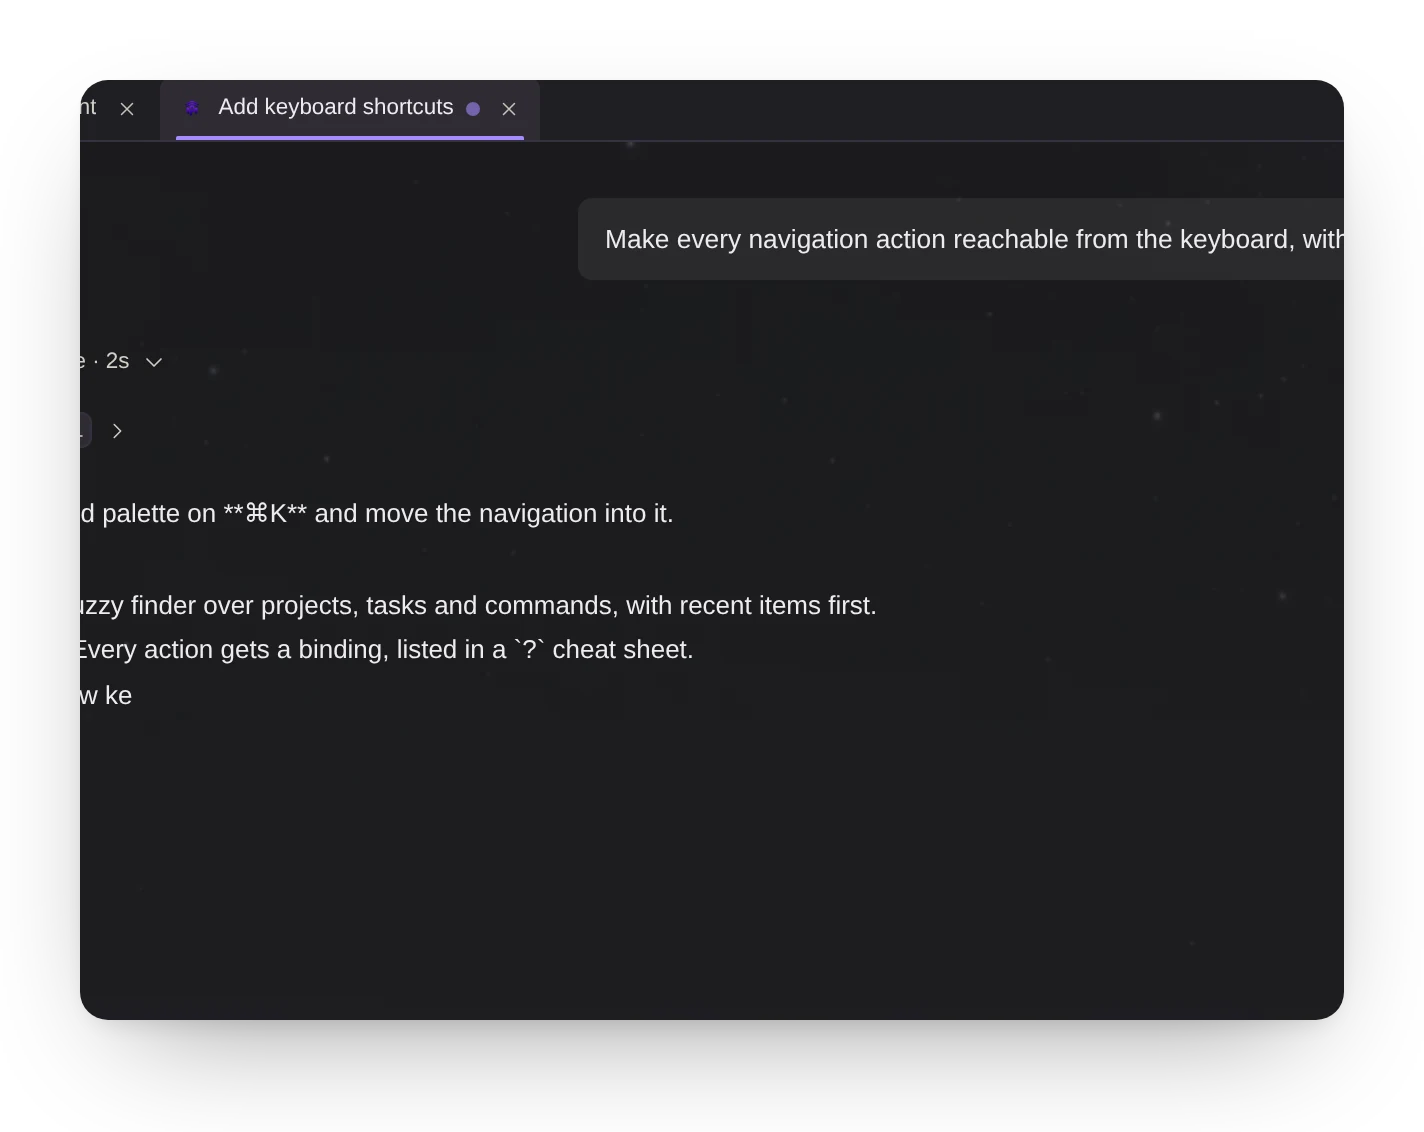 nt
Add keyboard shortcuts
Make every navigation action reachable from the keyboard, with
e · 2s
d palette on **⌘K** and move the navigation into it.
uzzy finder over projects, tasks and commands, with recent items first.
Every action gets a binding, listed in a `?` cheat sheet.
w ke